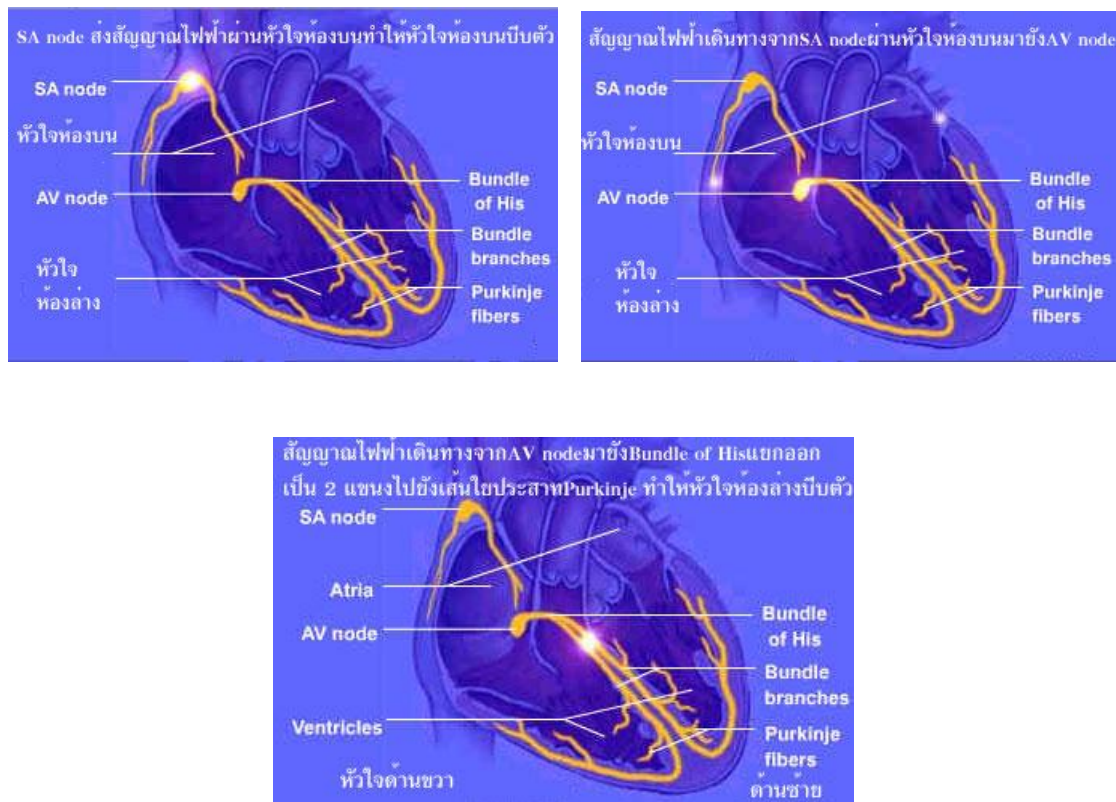 SA node ส่งสัญญาณไฟฟ้าผ่านหัวใจห้องบนทำให้หัวใจห้องบนบีบตัว
SA node
หัวใจห้องบน
AV node
Bundle
of His
Bundle
branches
หัวใจ
ห้องล่าง
Purkinje
fibers
สัญญาณไฟฟ้าเดินทางจากSA nodeผ่านหัวใจห้องบนมายังAV node
SA node
หัวใจห้องบน
AV node
Bundle
of His
Bundle
branches
หัวใจ
ห้องล่าง
Purkinje
fibers
สัญญาณไฟฟ้าเดินทางจากAV nodeมายังBundle of Hisแยกออก
เป็น 2 แขนงไปยังเส้นใยประสาทPurkinje ทำให้หัวใจห้องล่างบีบตัว
SA node
Atria
AV node
Bundle
of His
Bundle
branches
Ventricles
Purkinje
fibers
หัวใจด้านขวา
ด้านซ้าย